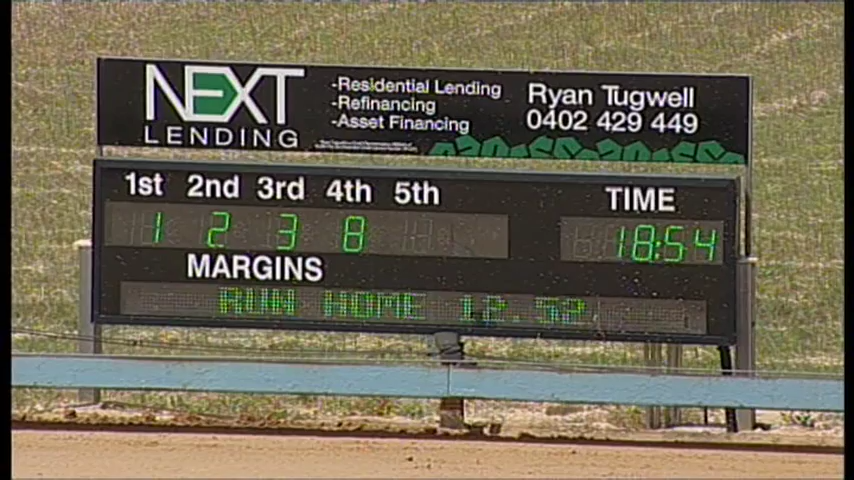 NEXT
LENDING
-Residential Lending
-Refinancing
-Asset Financing
Ryan Tugwell
0402 429 449
1st 2nd 3rd 4th 5th TIME
1 2 3 8 18:54
MARGINS
RUN HOME 12.52